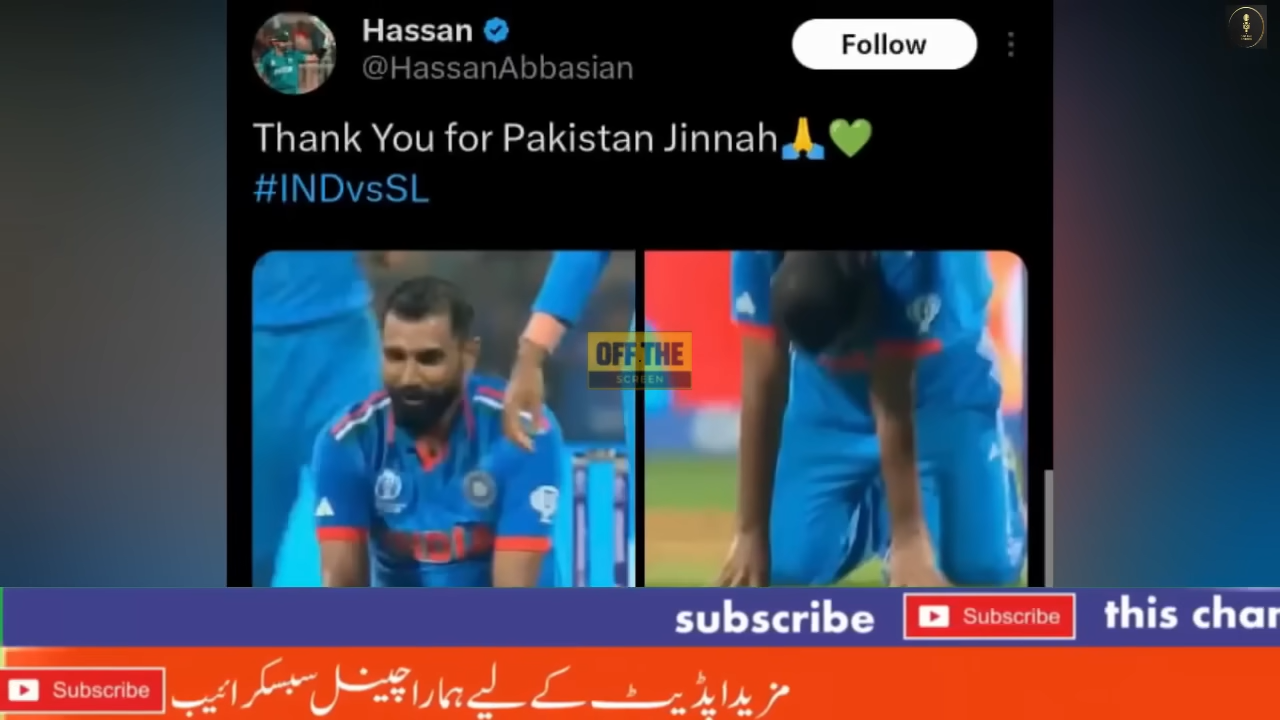 Hassan
@HassanAbbasian
Follow
Thank You for Pakistan Jinnah🙏💚
#INDvsSL
OFF.THE
SCREEN
INDIA
subscribe Subscribe this chan
Subscribe مزید اپڈیٹ کے لیے ہمارا چینل سبسکرائیب